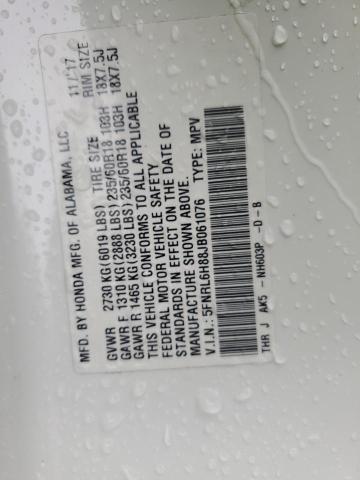 MFD. BY HONDA MFG. OF ALABAMA, LLC 11/'17
GVWR 2730 KG(6019 LBS) TIRE SIZE RIM SIZE
GAWR F 1310 KG(2888 LBS)235/60R18 103H 18X7.5J
GAWR R 1465 KG(3230 LBS)235/60R18 103H 18X7.5J
THIS VEHICLE CONFORMS TO ALL APPLICABLE
FEDERAL MOTOR VEHICLE SAFETY
STANDARDS IN EFFECT ON THE DATE OF
MANUFACTURE SHOWN ABOVE.
V.I.N.: 5FNRL6H88JB061076 TYPE: MPV
THR J AK5 - NH603P -D-B